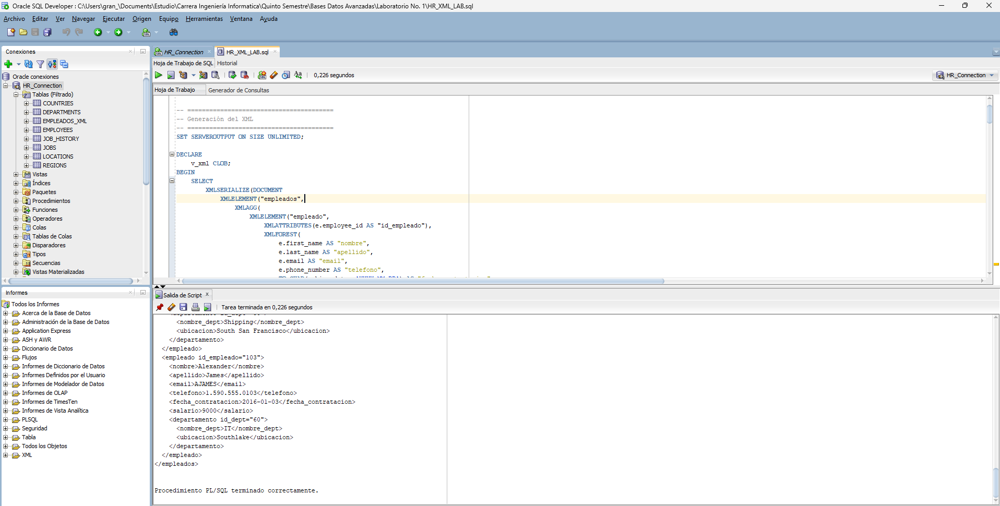 Oracle SQL Developer : C:\Users\gran_\Documents\Estudio\Carrera Ingeniería Informatica\Quinto Semestre\Bases Datos Avanzadas\Laboratorio No. 1\HR_XML_LAB.sql
Archivo Editar Ver Navegar Ejecutar Origen Equipo Herramientas Ventana Ayuda
Conexiones
Oracle conexiones
HR_Connection
Tablas (Filtrado)
COUNTRIES
DEPARTMENTS
EMPLEADOS_XML
EMPLOYEES
JOB_HISTORY
JOBS
LOCATIONS
REGIONS
Vistas
Índices
Paquetes
Procedimientos
Funciones
Operadores
Colas
Tablas de Colas
Disparadores
Tipos
Secuencias
Vistas Materializadas
Informes
Todos los Informes
Acerca de la Base de Datos
Administración de la Base de Datos
Application Express
ASH y AWR
Diccionario de Datos
Flujos
Informes de Diccionario de Datos
Informes Definidos por el Usuario
Informes de Modelador de Datos
Informes de OLAP
Informes de TimesTen
Informes de Vista Analítica
PLSQL
Seguridad
Tabla
Todos los Objetos
XML
HR_Connection HR_XML_LAB.sql
Hoja de Trabajo de SQL Historial
0,226 segundos
HR_Connection
Hoja de Trabajo Generador de Consultas
-- ========================================
-- Generación del XML
-- ========================================
SET SERVEROUTPUT ON SIZE UNLIMITED;
DECLARE
v_xml CLOB;
BEGIN
SELECT
XMLSERIALIZE(DOCUMENT
XMLELEMENT("empleados",
XMLAGG(
XMLELEMENT("empleado",
XMLATTRIBUTES(e.employee_id AS "id_empleado"),
XMLFOREST(
e.first_name AS "nombre",
e.last_name AS "apellido",
e.email AS "email",
e.phone_number AS "telefono",
Salida de Script
Tarea terminada en 0,226 segundos
<nombre_dept>Shipping</nombre_dept>
<ubicacion>South San Francisco</ubicacion>
</departamento>
</empleado>
<empleado id_empleado="103">
<nombre>Alexander</nombre>
<apellido>James</apellido>
<email>AJAMES</email>
<telefono>1.590.555.0103</telefono>
<fecha_contratacion>2016-01-03</fecha_contratacion>
<salario>9000</salario>
<departamento id_dept="60">
<nombre_dept>IT</nombre_dept>
<ubicacion>Southlake</ubicacion>
</departamento>
</empleado>
</empleados>
Procedimiento PL/SQL terminado correctamente.